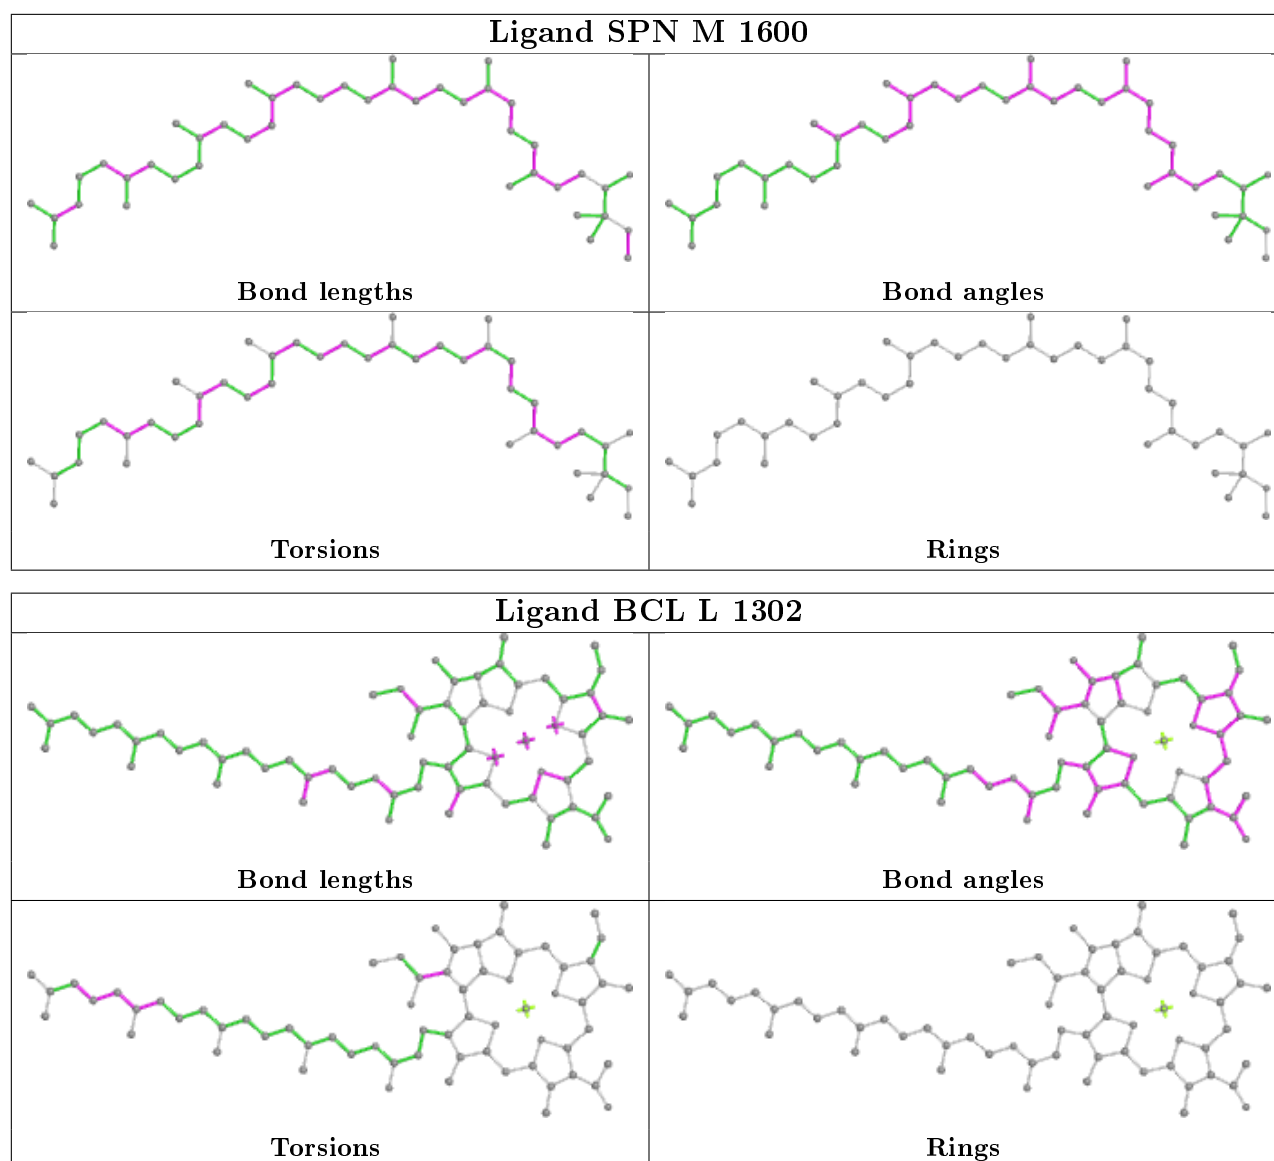 Ligand SPN M 1600
Bond lengths
Bond angles
Torsions
Rings
Ligand BCL L 1302
Bond lengths
Bond angles
Torsions
Rings